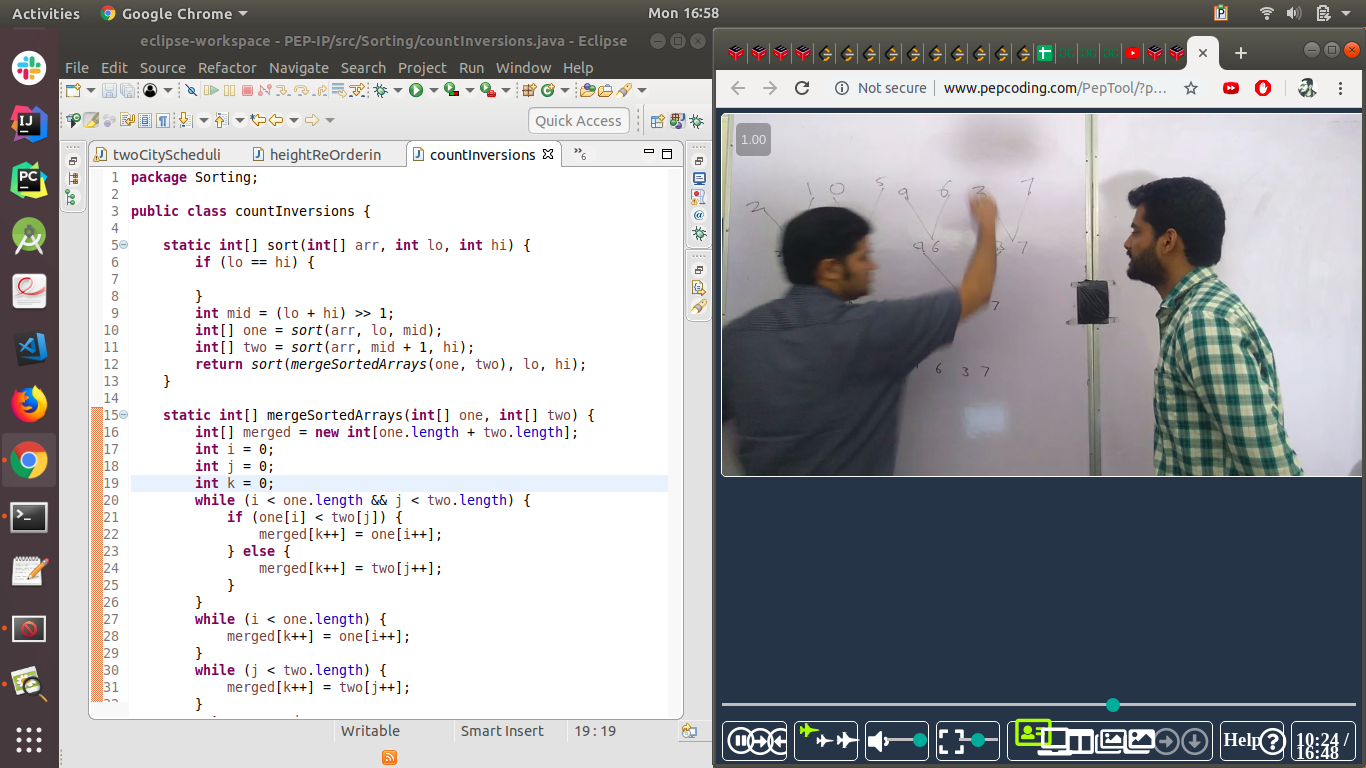 Activities Google Chrome Mon 16:58
eclipse-workspace - PEP-IP/src/Sorting/countInversions.java - Eclipse
File Edit Source Refactor Navigate Search Project Run Window Help
Quick Access
twoCityScheduli heightReOrderin countInversions »6
1 package Sorting;
2
3 public class countInversions {
4
5 static int[] sort(int[] arr, int lo, int hi) {
6 if (lo == hi) {
7
8 }
9 int mid = (lo + hi) >> 1;
10 int[] one = sort(arr, lo, mid);
11 int[] two = sort(arr, mid + 1, hi);
12 return sort(mergeSortedArrays(one, two), lo, hi);
13 }
14
15 static int[] mergeSortedArrays(int[] one, int[] two) {
16 int[] merged = new int[one.length + two.length];
17 int i = 0;
18 int j = 0;
19 int k = 0;
20 while (i < one.length && j < two.length) {
21 if (one[i] < two[j]) {
22 merged[k++] = one[i++];
23 } else {
24 merged[k++] = two[j++];
25 }
26 }
27 while (i < one.length) {
28 merged[k++] = one[i++];
29 }
30 while (j < two.length) {
31 merged[k++] = two[j++];
}
Writable Smart Insert 19 : 19
Not secure www.pepcoding.com/PepTool/?p...
1.00
2 1 0 5 9 6 7
9 6 3 7
7
6 3 7
Help ?
10:24 /
16:48